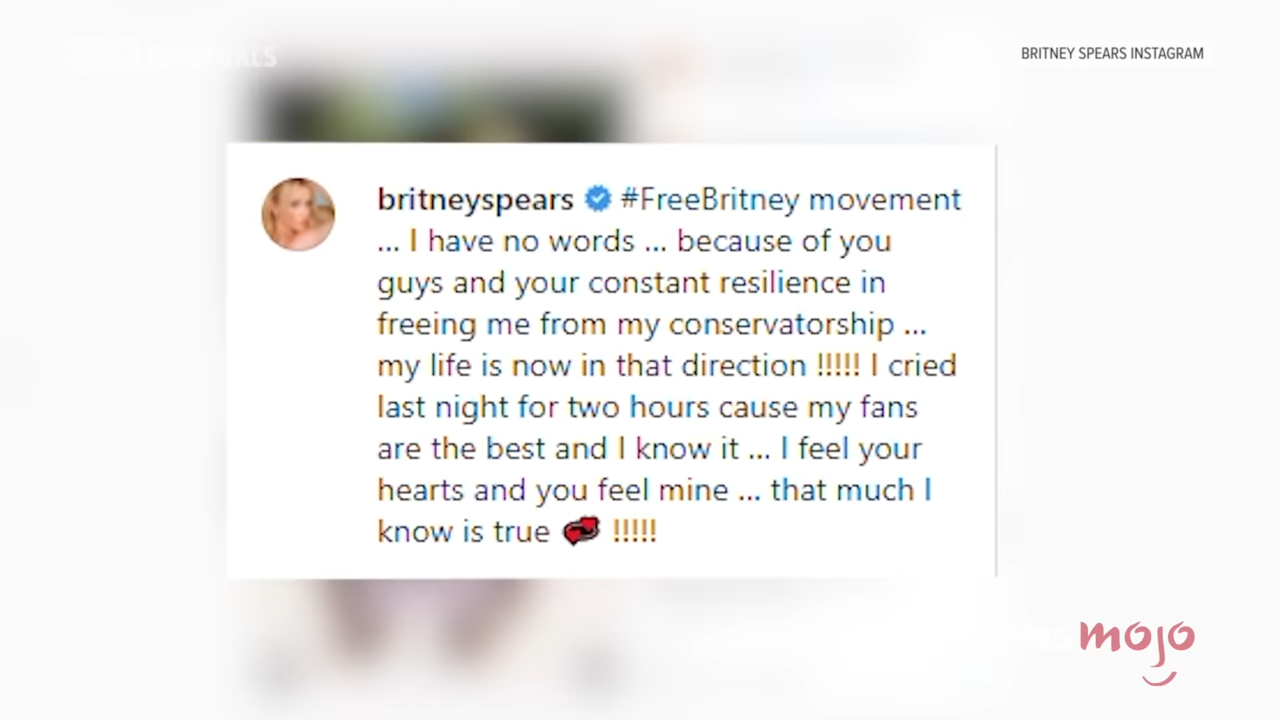 BRITNEY SPEARS INSTAGRAM
britneyspears #FreeBritney movement
... I have no words ... because of you
guys and your constant resilience in
freeing me from my conservatorship ...
my life is now in that direction !!!!! I cried
last night for two hours cause my fans
are the best and I know it ... I feel your
hearts and you feel mine ... that much I
know is true 💞 !!!!!
mojo